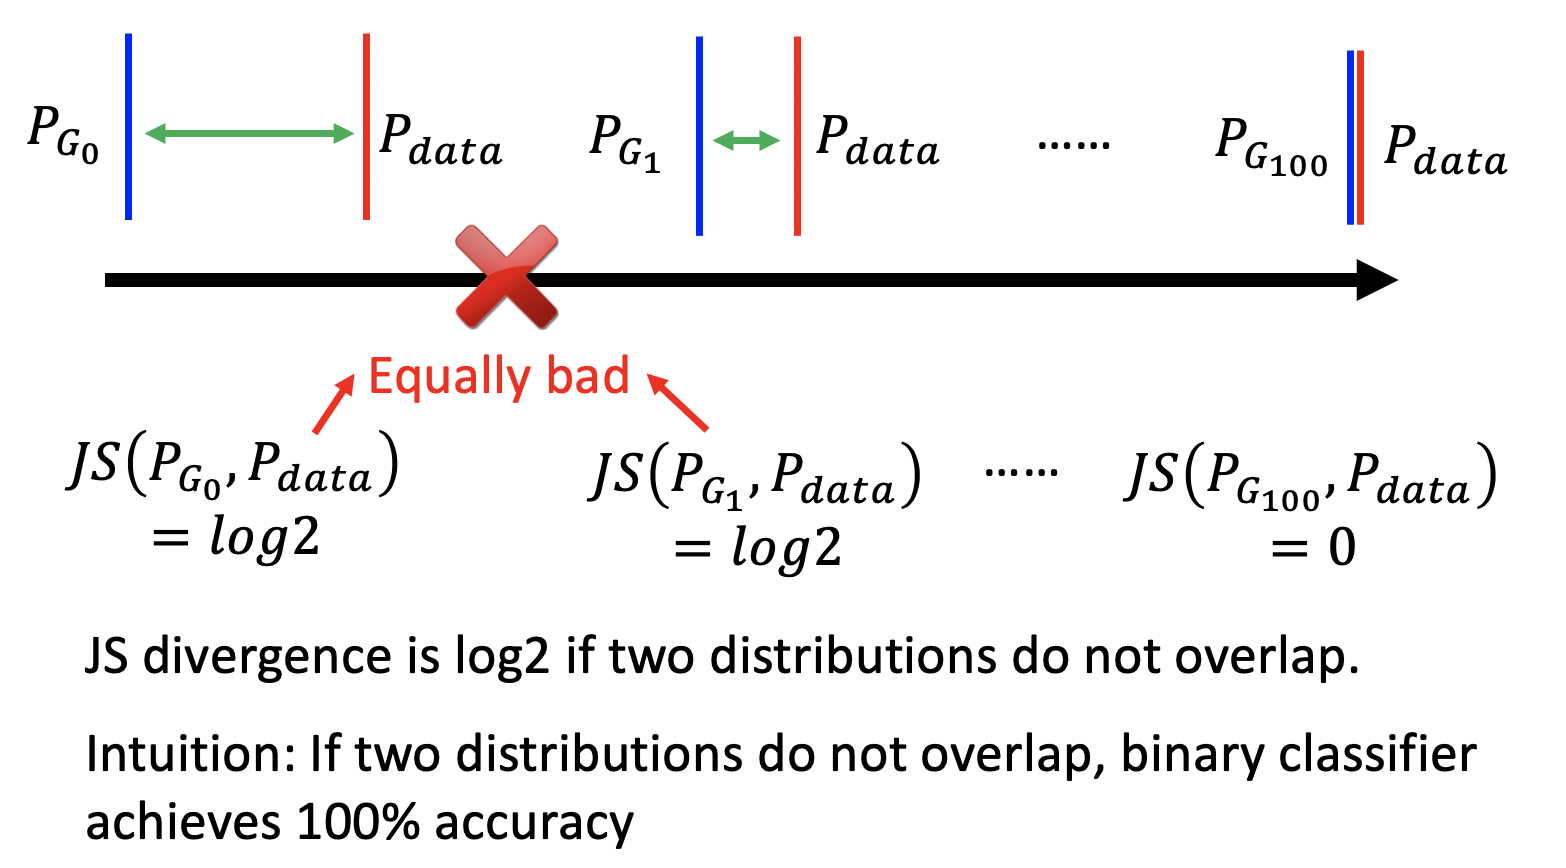 P_{G_0}
P_{data}
P_{G_1}
P_{data}
……
P_{G_{100}}
P_{data}
Equally bad
JS(P_{G_0}, P_{data})
= log2
JS(P_{G_1}, P_{data})
= log2
……
JS(P_{G_{100}}, P_{data})
= 0
JS divergence is log2 if two distributions do not overlap.
Intuition: If two distributions do not overlap, binary classifier
achieves 100% accuracy